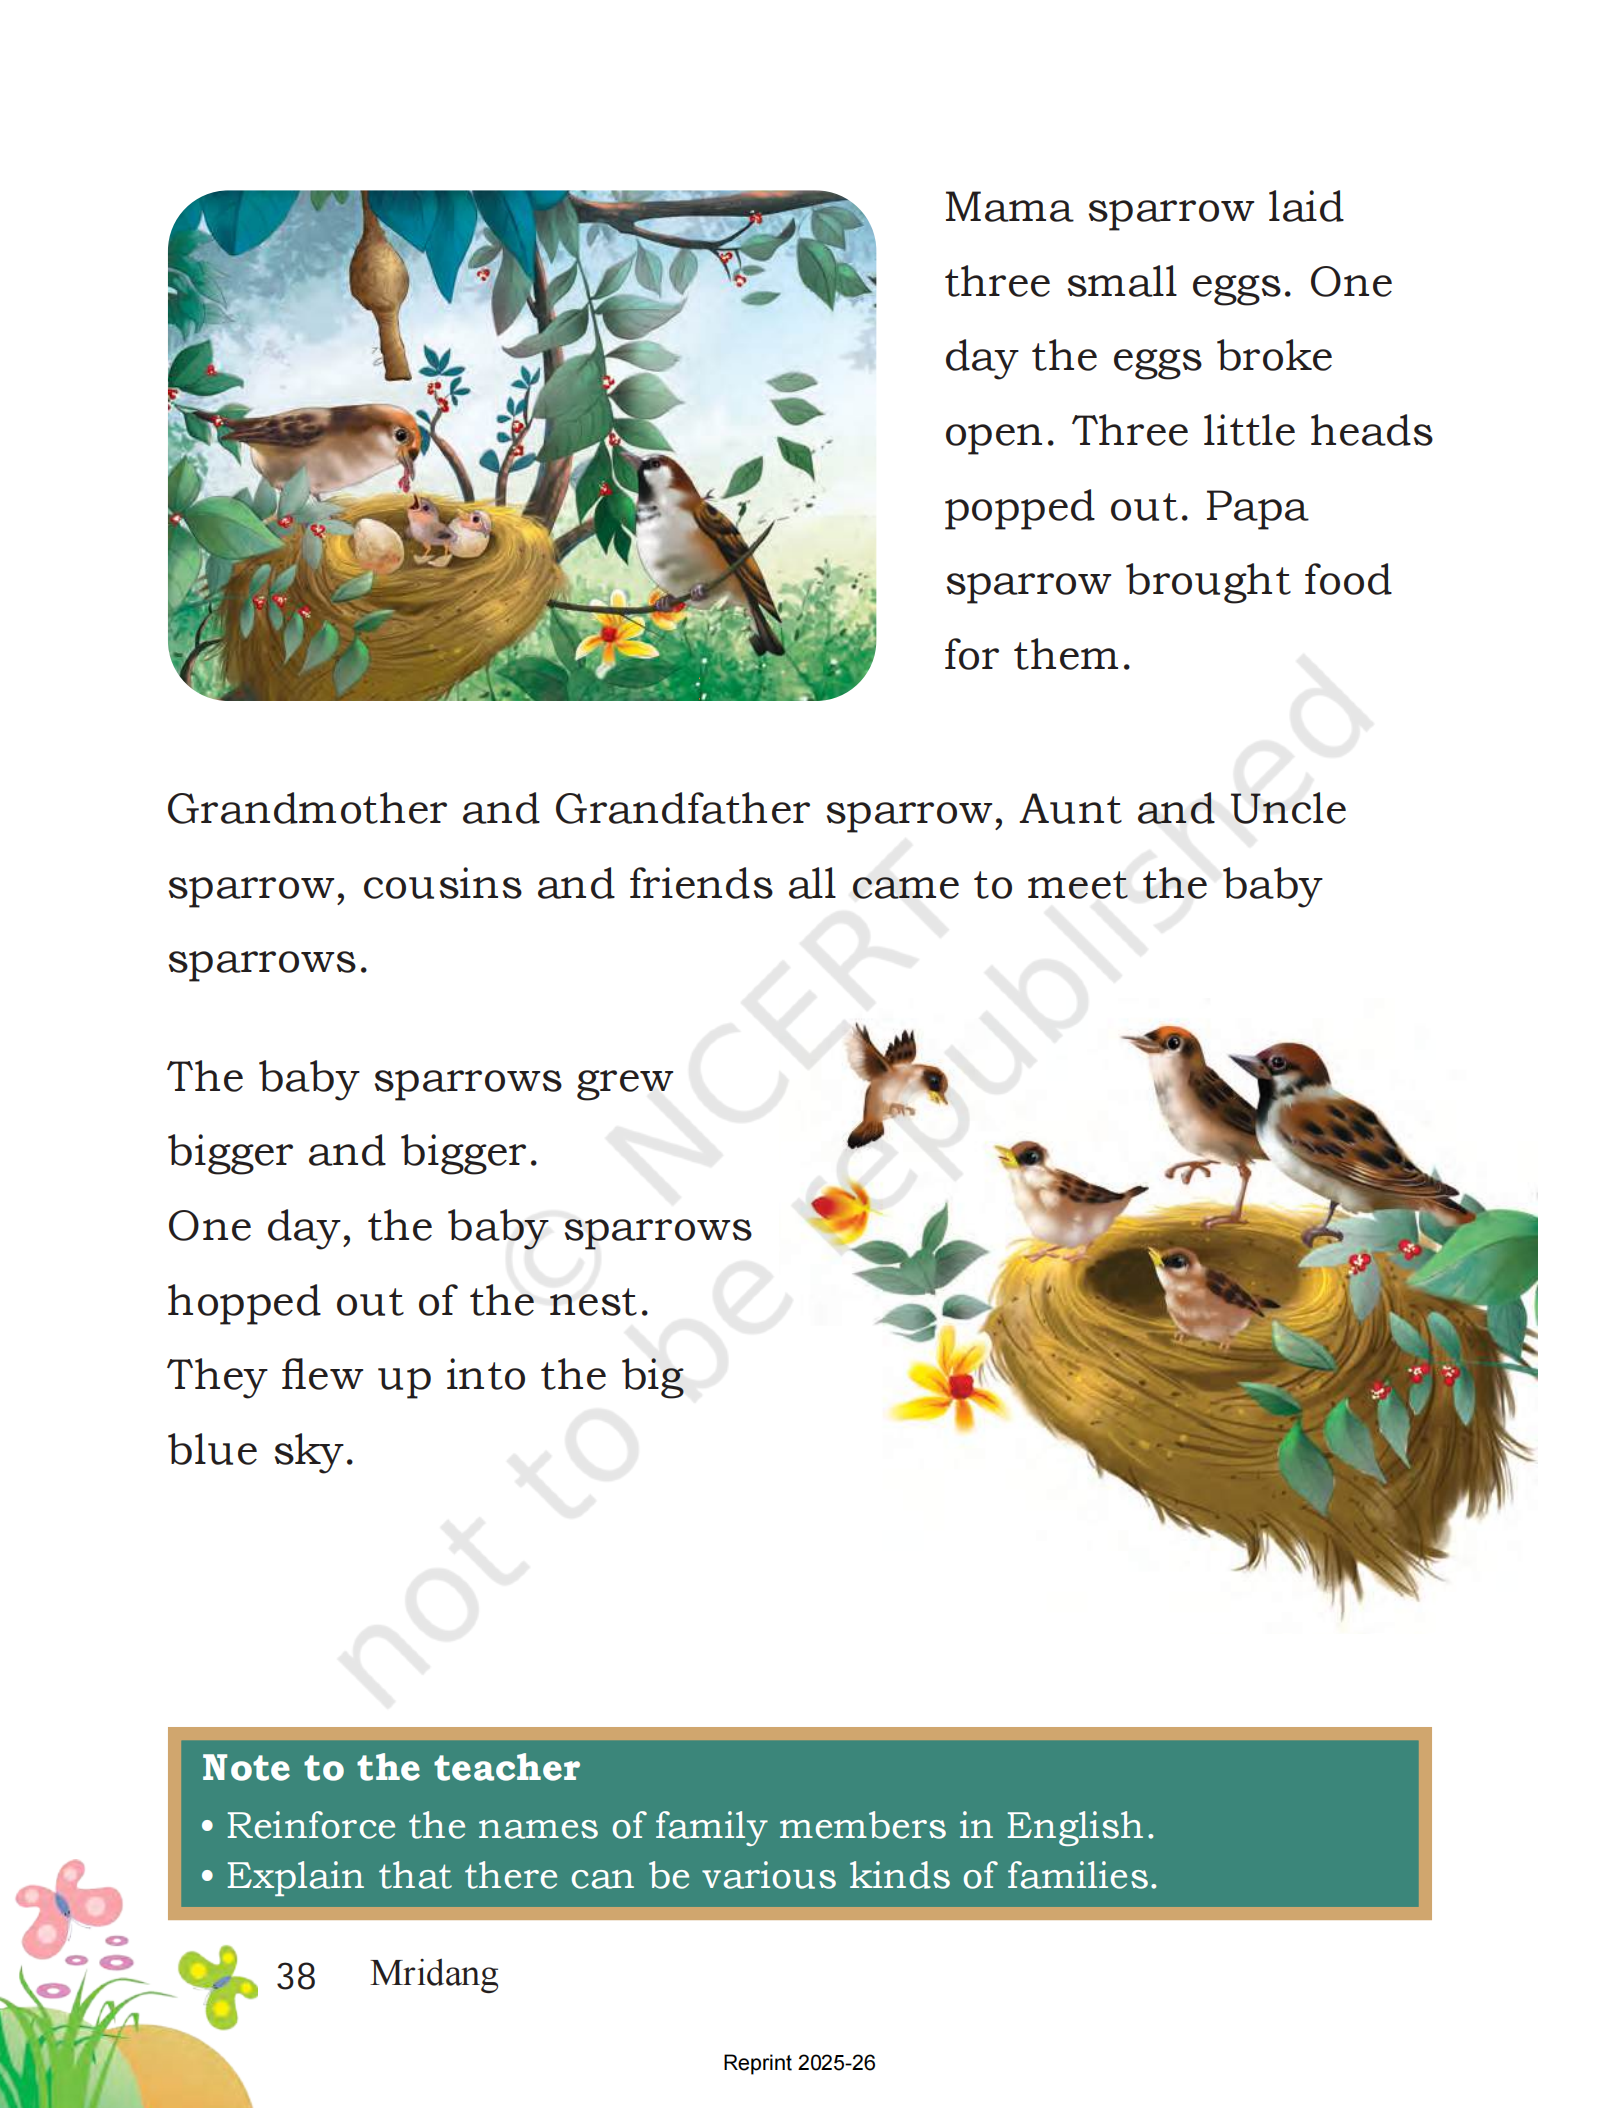 Mama sparrow laid
three small eggs. One
day the eggs broke
open. Three little heads
popped out. Papa
sparrow brought food
for them.
Grandmother and Grandfather sparrow, Aunt and Uncle
sparrow, cousins and friends all came to meet the baby
sparrows.
The baby sparrows grew
bigger and bigger.
One day, the baby sparrows
hopped out of the nest.
They flew up into the big
blue sky.
© NCERT
not to be republished
Note to the teacher
• Reinforce the names of family members in English.
• Explain that there can be various kinds of families.
38 Mridang
Reprint 2025-26